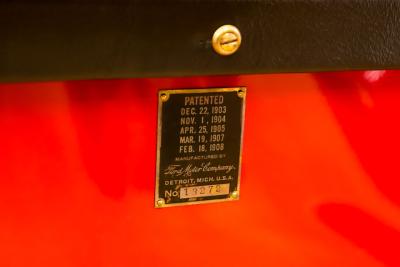 PATENTED
DEC. 22, 1903
NOV. 1, 1904
APR. 25, 1905
MAR. 19, 1907
FEB. 18, 1908
MANUFACTURED BY
Ford Motor Company,
DETROIT, MICH. U.S.A.
No. 19272